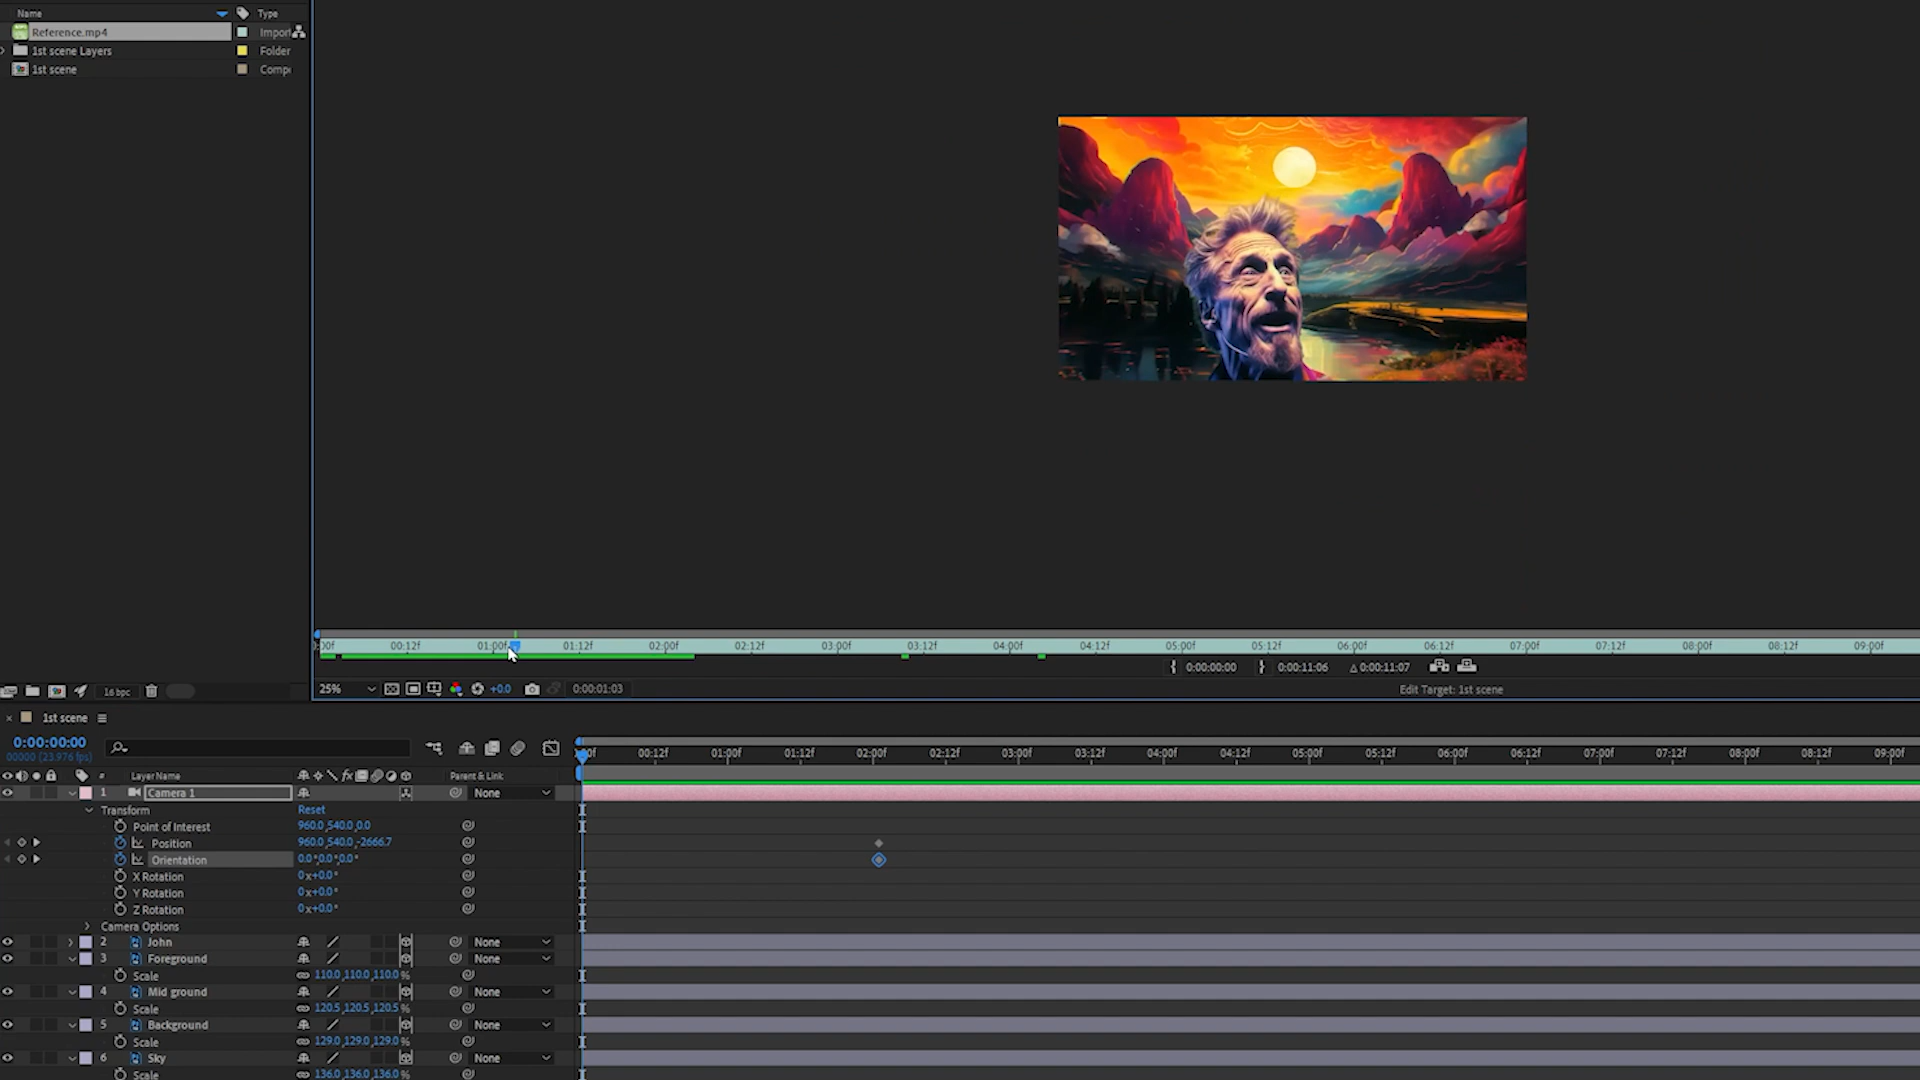 Name Type
Reference.mp4 Import
1st scene Layers Folder
1st scene Comp
00f 00:12f 01:00f 01:12f 02:00f 02:12f 03:00f 03:12f 04:00f 04:12f 05:00f 05:12f 06:00f 06:12f 07:00f 07:12f 08:00f 08:12f 09:00f
0:00:00:00 0:00:11:06 Δ0:00:11:07
16 bpc 25% +0.0 0:00:01:03 Edit Target: 1st scene
1st scene
0:00:00:00
00000 (23.976 fps)
00f 00:12f 01:00f 01:12f 02:00f 02:12f 03:00f 03:12f 04:00f 04:12f 05:00f 05:12f 06:00f 06:12f 07:00f 07:12f 08:00f 08:12f 09:00f
# Layer Name fx Parent & Link
1 Camera 1 None
Transform Reset
Point of Interest 960.0,540.0,0.0
Position 960.0,540.0,-2666.7
Orientation 0.0°,0.0°,0.0°
X Rotation 0x+0.0°
Y Rotation 0x+0.0°
Z Rotation 0x+0.0°
Camera Options
2 John None
3 Foreground None
Scale 110.0,110.0,110.0%
4 Mid ground None
Scale 120.5,120.5,120.5%
5 Background None
Scale 129.0,129.0,129.0%
6 Sky None
Scale 136.0,136.0,136.0%